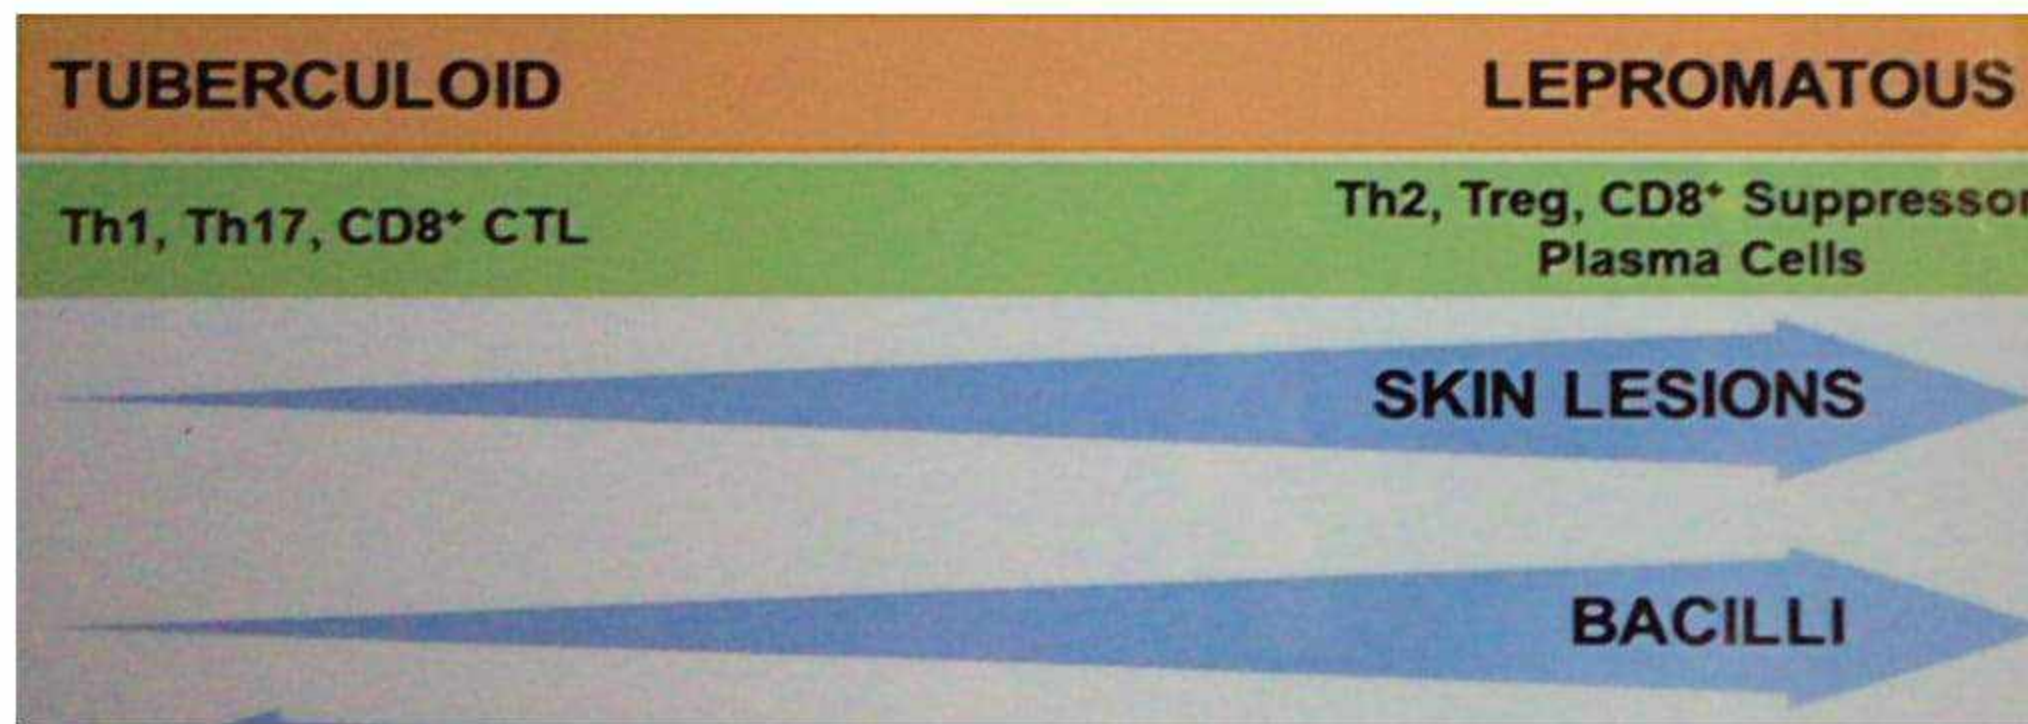 TUBERCULOID
LEPROMATOUS
Th1, Th17, CD8⁺ CTL
Th2, Treg, CD8⁺ Suppressor
Plasma Cells
SKIN LESIONS
BACILLI